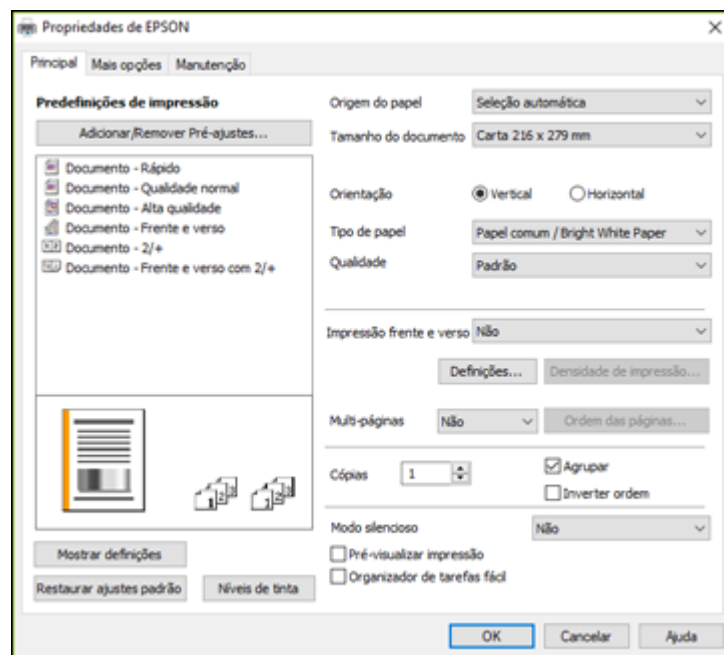 Propriedades de EPSON
Principal Mais opções Manutenção
Predefinições de impressão
Adicionar/Remover Pré-ajustes...
Documento - Rápido
Documento - Qualidade normal
Documento - Alta qualidade
Documento - Frente e verso
Documento - 2/+
Documento - Frente e verso com 2/+
Mostrar definições
Restaurar ajustes padrão Níveis de tinta
Origem do papel Seleção automática
Tamanho do documento Carta 216 x 279 mm
Orientação Vertical Horizontal
Tipo de papel Papel comum / Bright White Paper
Qualidade Padrão
Impressão frente e verso Não
Definições... Densidade de impressão...
Multi-páginas Não Ordem das páginas...
Cópias 1 Agrupar
Inverter ordem
Modo silencioso Não
Pré-visualizar impressão
Organizador de tarefas fácil
OK Cancelar Ajuda